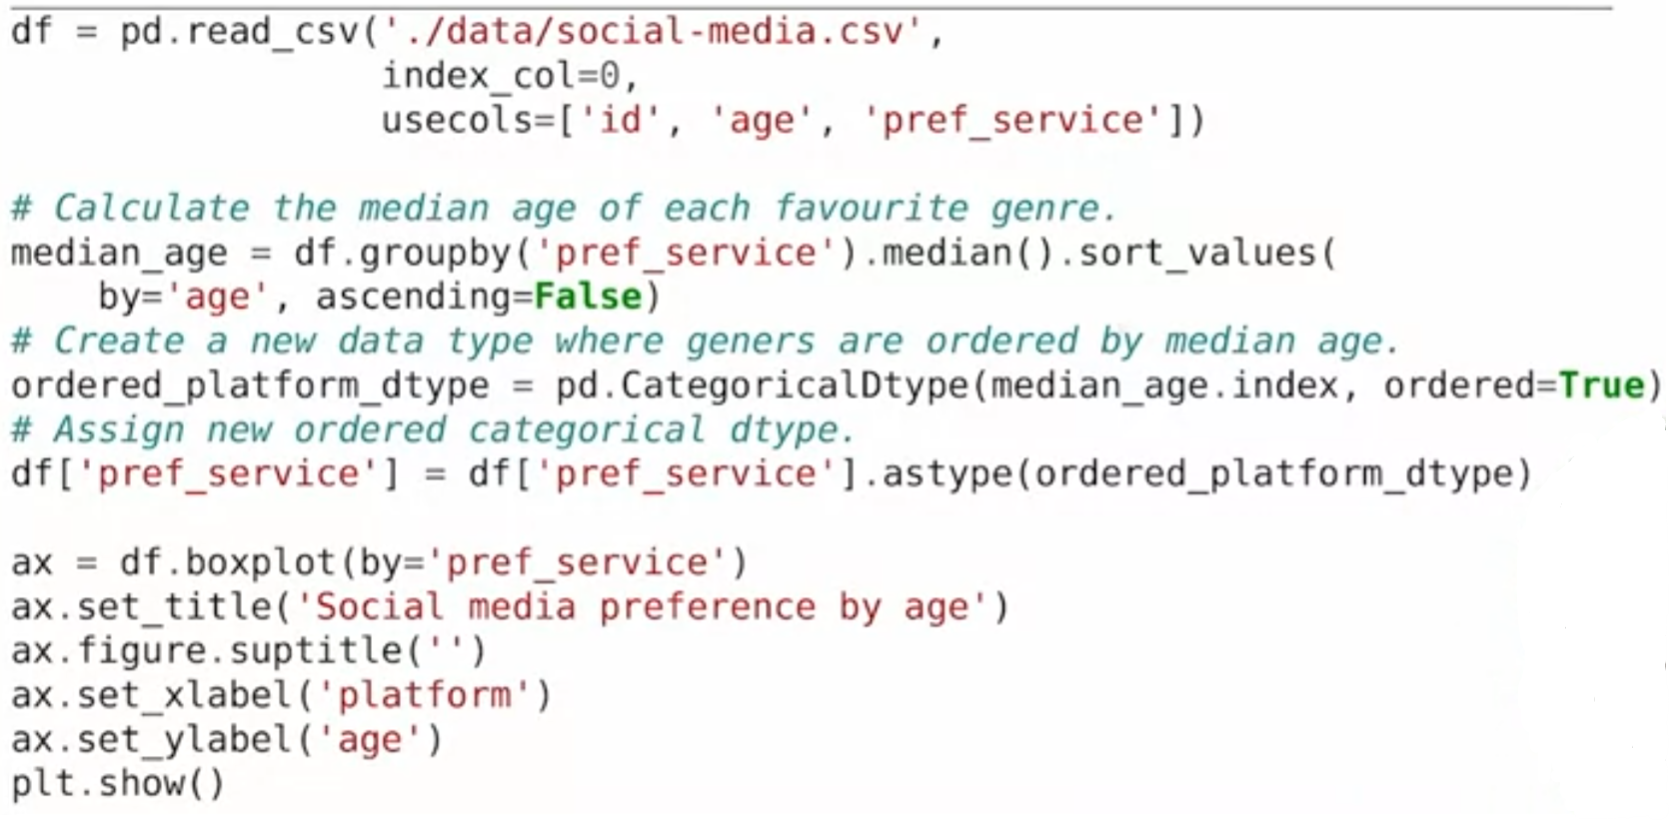 df = pd.read_csv('./data/social-media.csv',
                 index_col=0,
                 usecols=['id', 'age', 'pref_service'])

# Calculate the median age of each favourite genre.
median_age = df.groupby('pref_service').median().sort_values(
    by='age', ascending=False)
# Create a new data type where geners are ordered by median age.
ordered_platform_dtype = pd.CategoricalDtype(median_age.index, ordered=True)
# Assign new ordered categorical dtype.
df['pref_service'] = df['pref_service'].astype(ordered_platform_dtype)

ax = df.boxplot(by='pref_service')
ax.set_title('Social media preference by age')
ax.figure.suptitle('')
ax.set_xlabel('platform')
ax.set_ylabel('age')
plt.show()